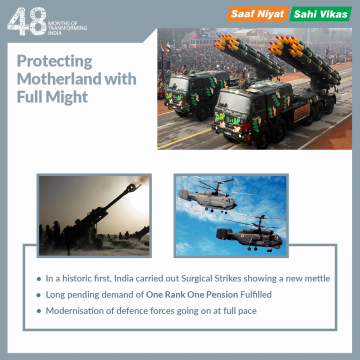 48 MONTHS OF
TRANSFORMING
INDIA
Saaf Niyat Sahi Vikas
Protecting
Motherland with
Full Might
• In a historic first, India carried out Surgical Strikes showing a new mettle
• Long pending demand of One Rank One Pension Fulfilled
• Modernisation of defence forces going on at full pace